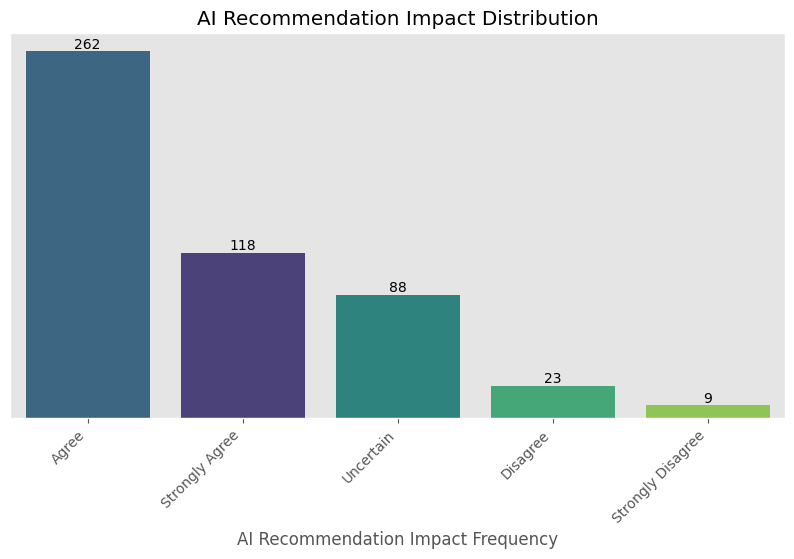 AI Recommendation Impact Distribution
262
118
88
23
9
Agree
Strongly Agree
Uncertain
Disagree
Strongly Disagree
AI Recommendation Impact Frequency